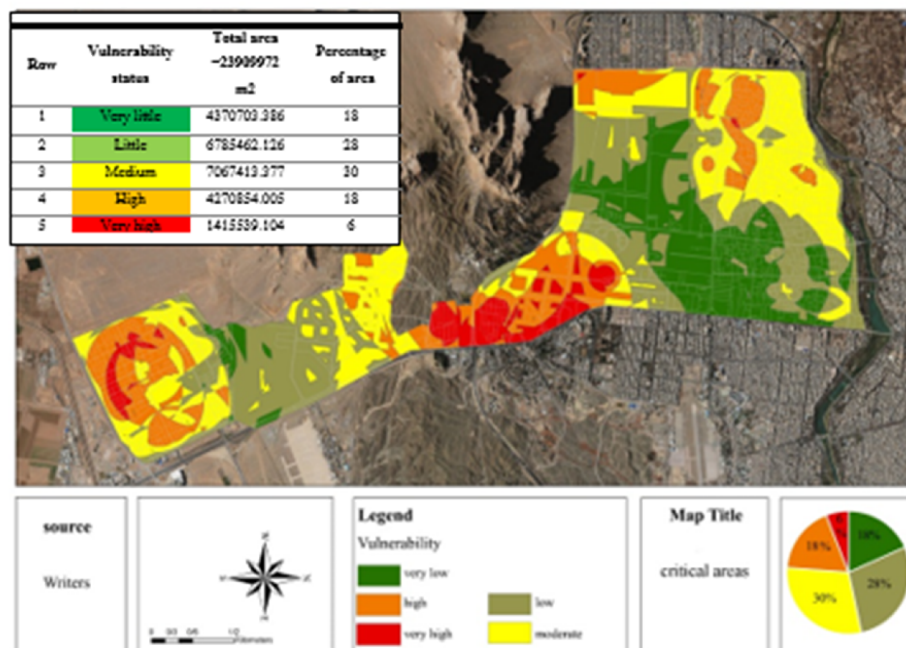 Row Vulnerability status Total area =23909972 m2 Percentage of area
1 Very little 4370703.386 18
2 Little 6785462.126 28
3 Medium 7067413.377 30
4 High 4270854.005 18
5 Very high 1415539.104 6
source
Writers
Legend
Vulnerability
very low
high low
very high moderate
Map Title
critical areas
18%
28%
30%
18%